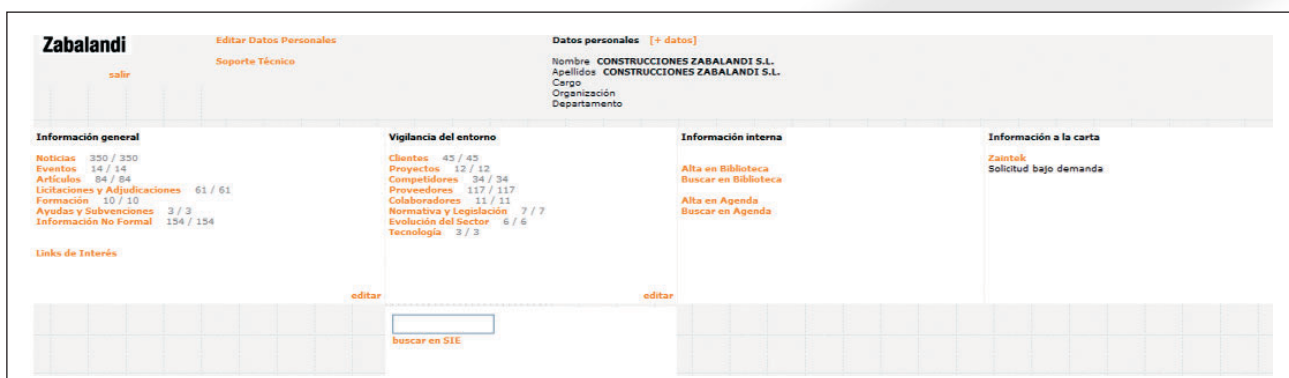 Zabalandi
salir
Editar Datos Personales
Soporte Técnico
Datos personales [+ datos]
Nombre CONSTRUCCIONES ZABALANDI S.L.
Apellidos CONSTRUCCIONES ZABALANDI S.L.
Cargo
Organización
Departamento
Información general
Noticias 350 / 350
Eventos 14 / 14
Artículos 84 / 84
Licitaciones y Adjudicaciones 61 / 61
Formación 10 / 10
Ayudas y Subvenciones 3 / 3
Información No Formal 154 / 154
Links de Interés
editar
Vigilancia del entorno
Clientes 45 / 45
Proyectos 12 / 12
Competidores 34 / 34
Proveedores 117 / 117
Colaboradores 11 / 11
Normativa y Legislación 7 / 7
Evolución del Sector 6 / 6
Tecnología 3 / 3
editar
buscar en SIE
Información interna
Alta en Biblioteca
Buscar en Biblioteca
Alta en Agenda
Buscar en Agenda
Información a la carta
Zaintek
Solicitud bajo demanda